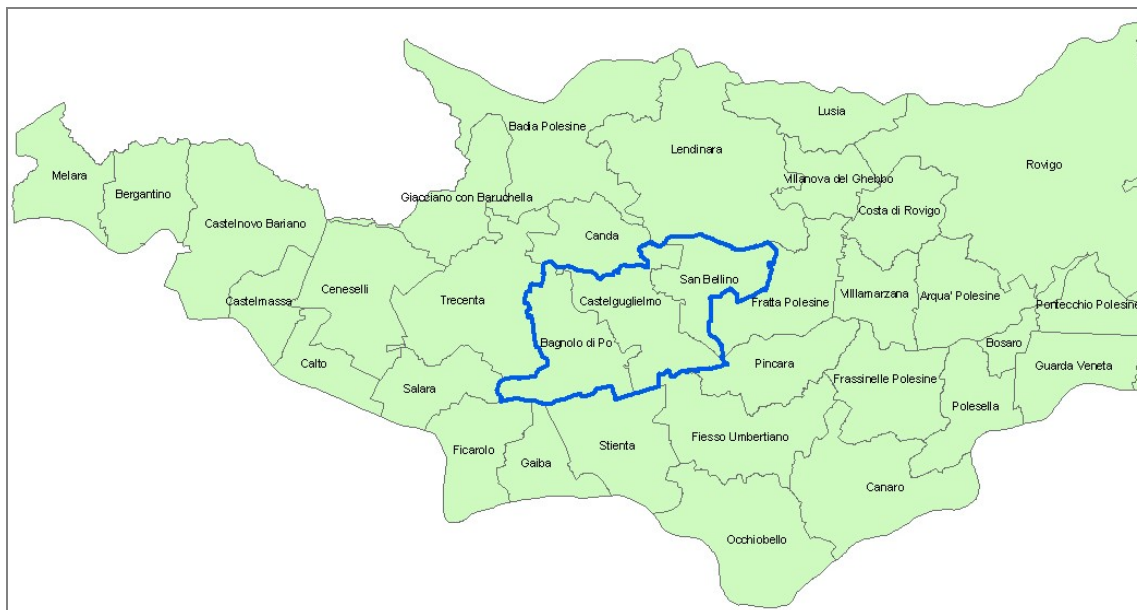 Lusia
Badia Polesine
Lendinara
Rovigo
Melara
Villanova del Ghebbo
Bergantino
Giacciano con Baruchella
Costa di Rovigo
Castelnovo Bariano
Canda
San Bellino
Ceneselli
Castelmassa
Trecenta
Castelguglielmo
Fratta Polesine
Villamarzana
Arqua' Polesine
Pontecchio Polesine
Bagnolo di Po
Bosaro
Calto
Pincara
Guarda Veneta
Frassinelle Polesine
Salara
Polesella
Fiesso Umbertiano
Ficarolo
Stienta
Gaiba
Canaro
Occhiobello